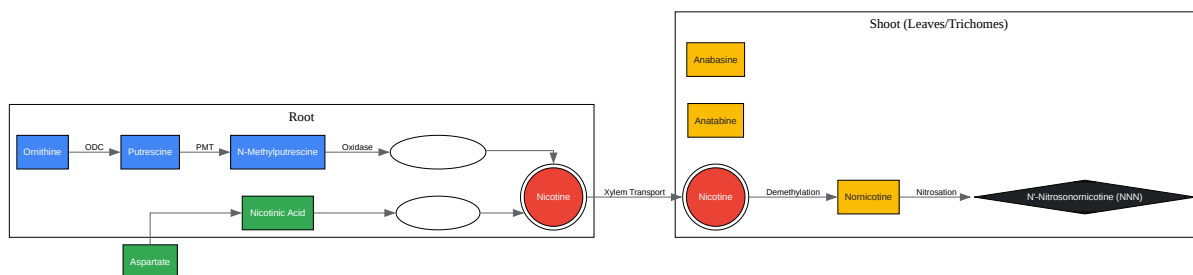 Shoot (Leaves/Trichomes)
Anabasine
Anatabine
Root
Ornithine
ODC
Putrescine
PMT
N-Methylputrescine
Oxidase
Nicotinic Acid
Nicotine
Xylem Transport
Nicotine
Demethylation
Nornicotine
Nitrosation
N'-Nitrosonornicotine (NNN)
Aspartate